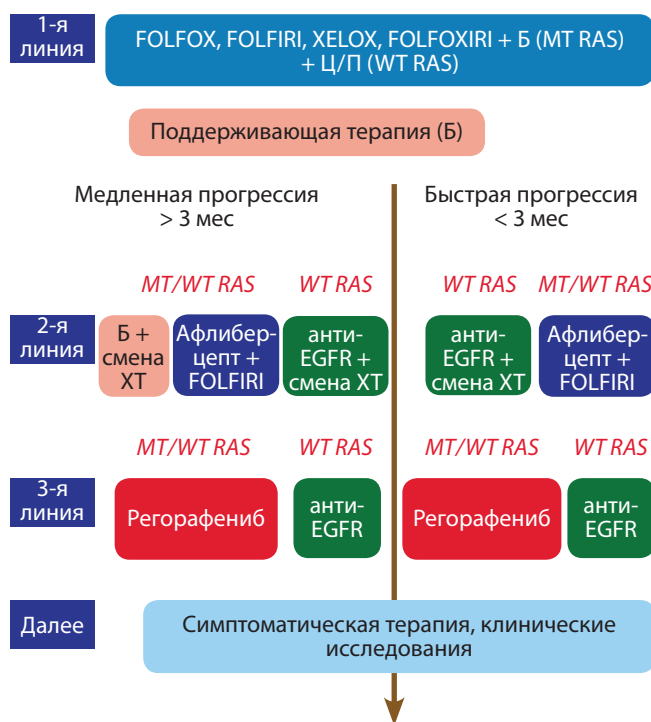 1-я
линия
FOLFOX, FOLFIRI, XELOX, FOLFOXIRI + Б (MT RAS)
+ Ц/П (WT RAS)
Поддерживающая терапия (Б)
Медленная прогрессия
> 3 мес
Быстрая прогрессия
< 3 мес
MT/WT RAS
WT RAS
WT RAS
MT/WT RAS
2-я
линия
Б +
смена
ХТ
Афлибер-
цепт +
FOLFIRI
анти-
EGFR +
смена ХТ
анти-
EGFR +
смена ХТ
Афлибер-
цепт +
FOLFIRI
MT/WT RAS
WT RAS
MT/WT RAS
WT RAS
3-я
линия
Регорафениб
анти-
EGFR
Регорафениб
анти-
EGFR
Далее
Симптоматическая терапия, клинические
исследования